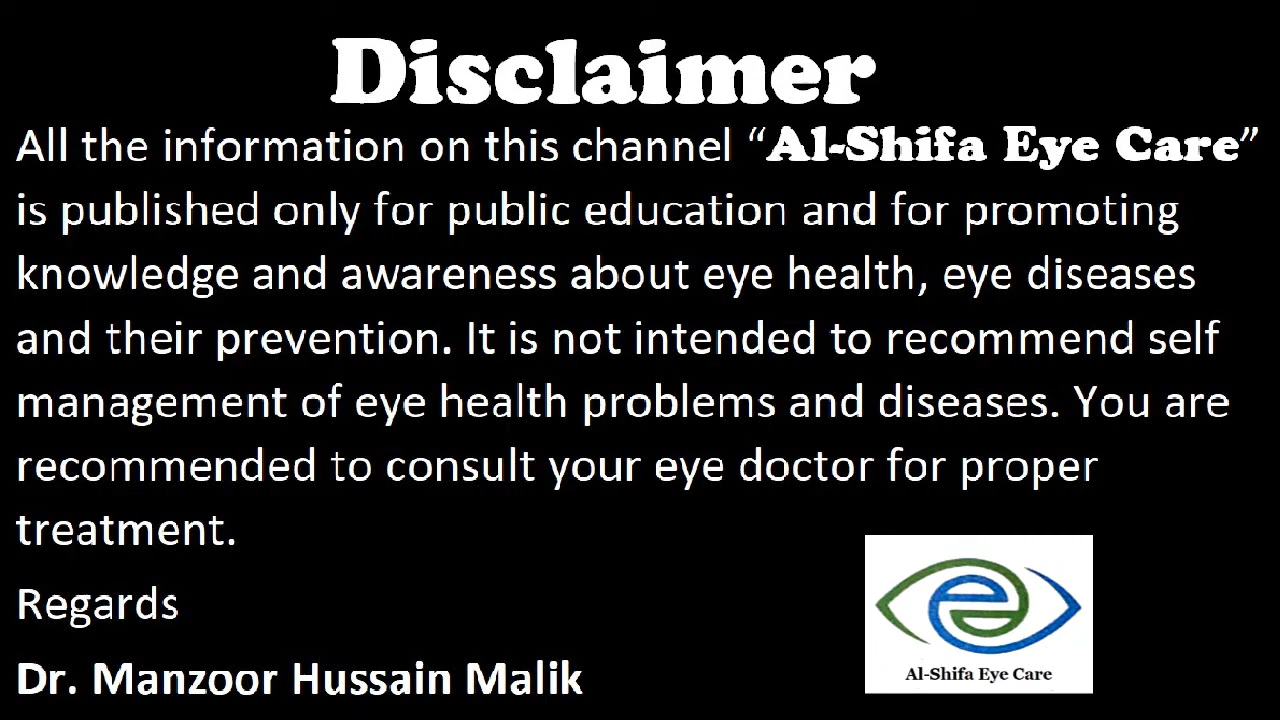 Disclaimer
All the information on this channel “Al-Shifa Eye Care”
is published only for public education and for promoting
knowledge and awareness about eye health, eye diseases
and their prevention. It is not intended to recommend self
management of eye health problems and diseases. You are
recommended to consult your eye doctor for proper
treatment.
Regards
Dr. Manzoor Hussain Malik
Al-Shifa Eye Care